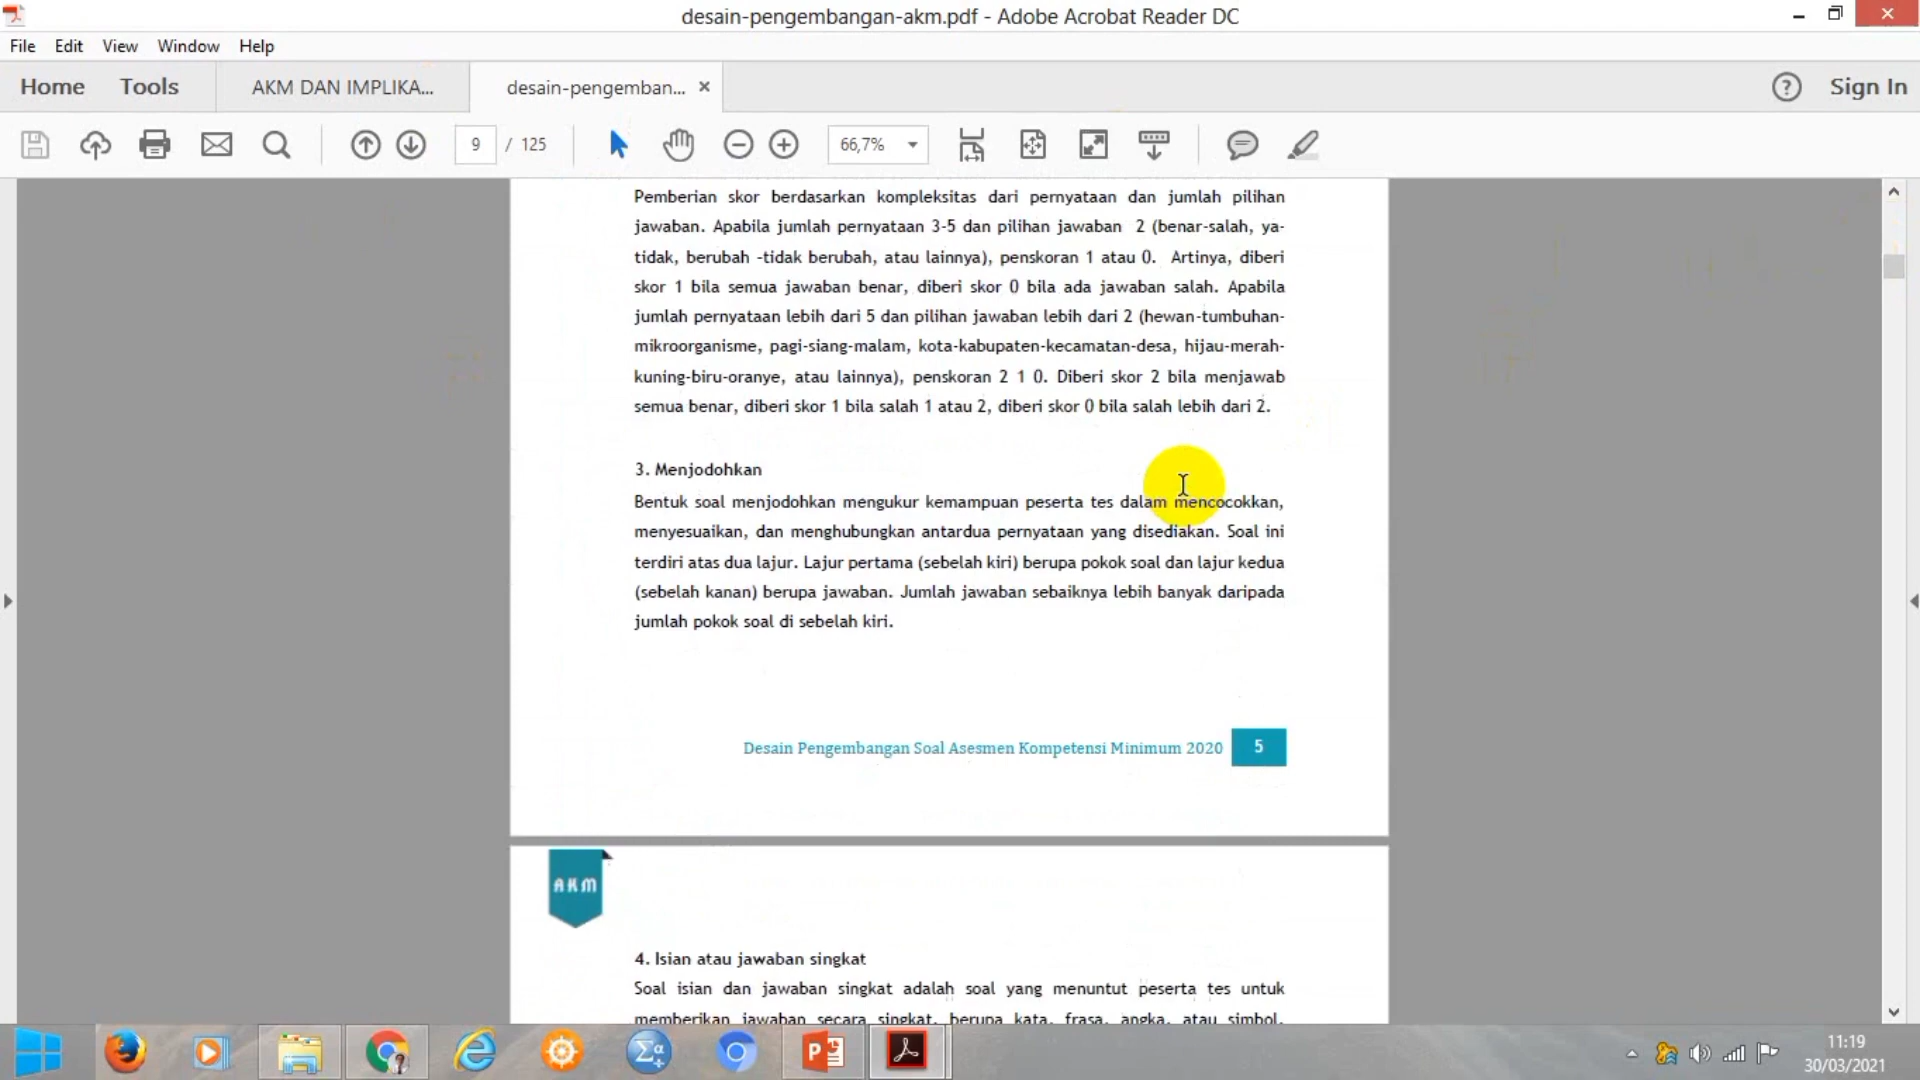 desain-pengembangan-akm.pdf - Adobe Acrobat Reader DC
File Edit View Window Help
Home Tools AKM DAN IMPLIKA... desain-pengemban... Sign In
9 / 125 66,7%
Pemberian skor berdasarkan kompleksitas dari pernyataan dan jumlah pilihan
jawaban. Apabila jumlah pernyataan 3-5 dan pilihan jawaban 2 (benar-salah, ya-
tidak, berubah -tidak berubah, atau lainnya), penskoran 1 atau 0. Artinya, diberi
skor 1 bila semua jawaban benar, diberi skor 0 bila ada jawaban salah. Apabila
jumlah pernyataan lebih dari 5 dan pilihan jawaban lebih dari 2 (hewan-tumbuhan-
mikroorganisme, pagi-siang-malam, kota-kabupaten-kecamatan-desa, hijau-merah-
kuning-biru-oranye, atau lainnya), penskoran 2 1 0. Diberi skor 2 bila menjawab
semua benar, diberi skor 1 bila salah 1 atau 2, diberi skor 0 bila salah lebih dari 2.
3. Menjodohkan
Bentuk soal menjodohkan mengukur kemampuan peserta tes dalam mencocokkan,
menyesuaikan, dan menghubungkan antardua pernyataan yang disediakan. Soal ini
terdiri atas dua lajur. Lajur pertama (sebelah kiri) berupa pokok soal dan lajur kedua
(sebelah kanan) berupa jawaban. Jumlah jawaban sebaiknya lebih banyak daripada
jumlah pokok soal di sebelah kiri.
Desain Pengembangan Soal Asesmen Kompetensi Minimum 2020 5
AKM
4. Isian atau jawaban singkat
Soal isian dan jawaban singkat adalah soal yang menuntut peserta tes untuk
memberikan jawaban secara singkat, berupa kata, frasa, angka, atau simbol.
11:19
30/03/2021